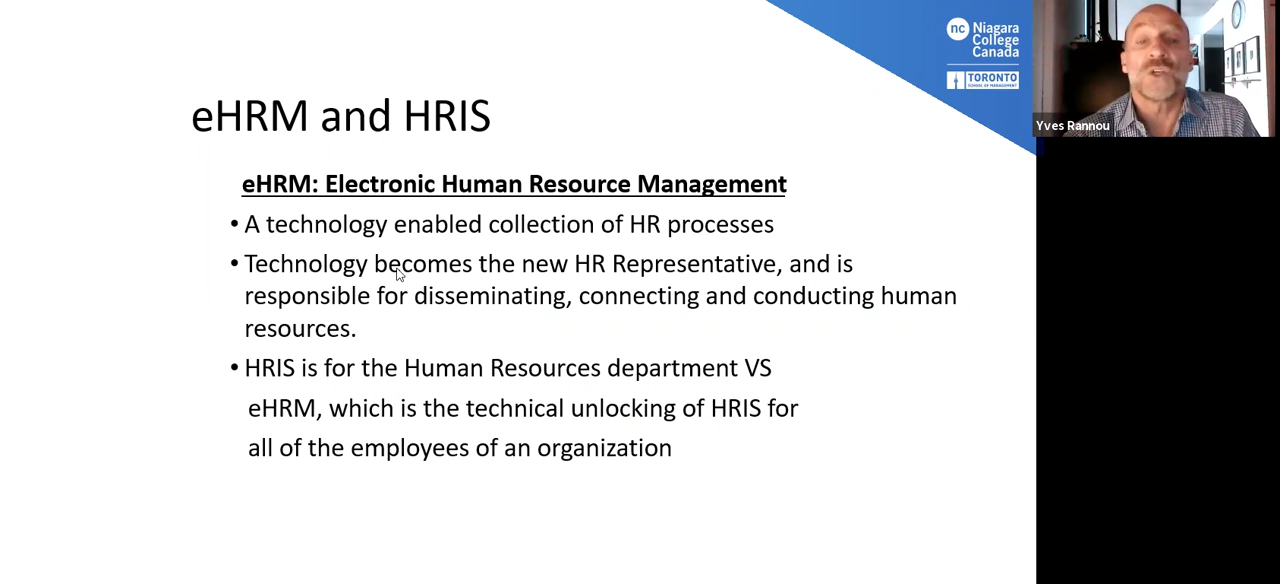 nc Niagara
College
Canada
TORONTO
SCHOOL OF MANAGEMENT
Yves Rannou
eHRM and HRIS
eHRM: Electronic Human Resource Management
• A technology enabled collection of HR processes
• Technology becomes the new HR Representative, and is
responsible for disseminating, connecting and conducting human
resources.
• HRIS is for the Human Resources department VS
eHRM, which is the technical unlocking of HRIS for
all of the employees of an organization